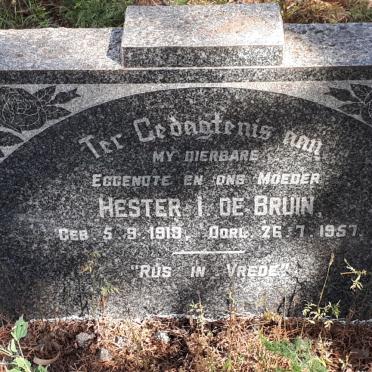 Ter Gedagtenis aan
MY DIERBARE
EGGENOTE EN ONS MOEDER
HESTER I. DE BRUIN,
GEB 5.9.1919, OORL. 26.7.1957.
"RUS IN VREDE"